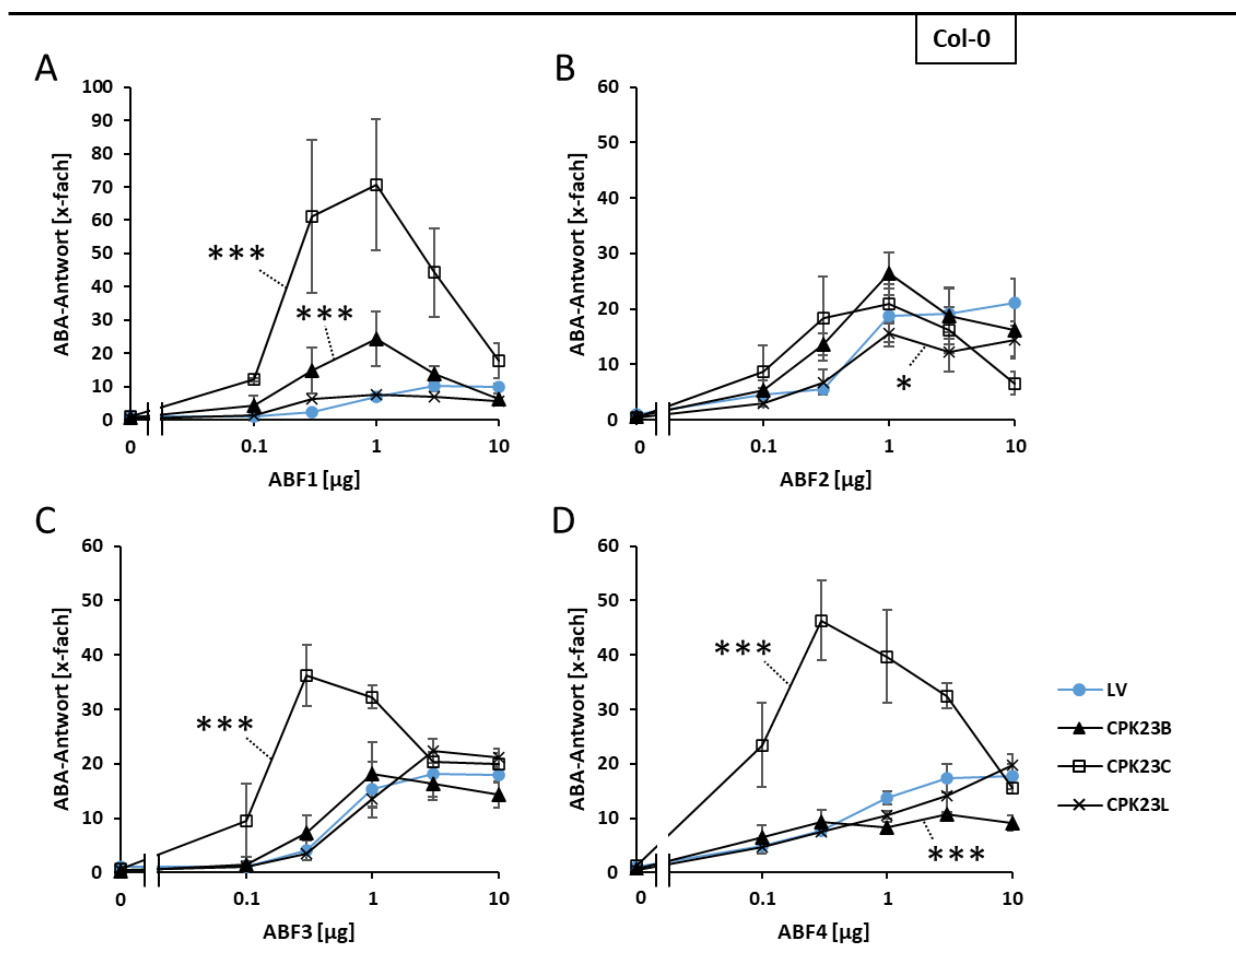 Col-0
A
ABA-Antwort [x-fach]
100
90
80
70
60
50
40
30
20
10
0
***
***
0 0.1 1 10
ABF1 [µg]
B
ABA-Antwort [x-fach]
60
50
40
30
20
10
0
*
0 0.1 1 10
ABF2 [µg]
C
ABA-Antwort [x-fach]
60
50
40
30
20
10
0
***
0 0.1 1 10
ABF3 [µg]
D
ABA-Antwort [x-fach]
60
50
40
30
20
10
0
***
***
0 0.1 1 10
ABF4 [µg]
LV
CPK23B
CPK23C
CPK23L